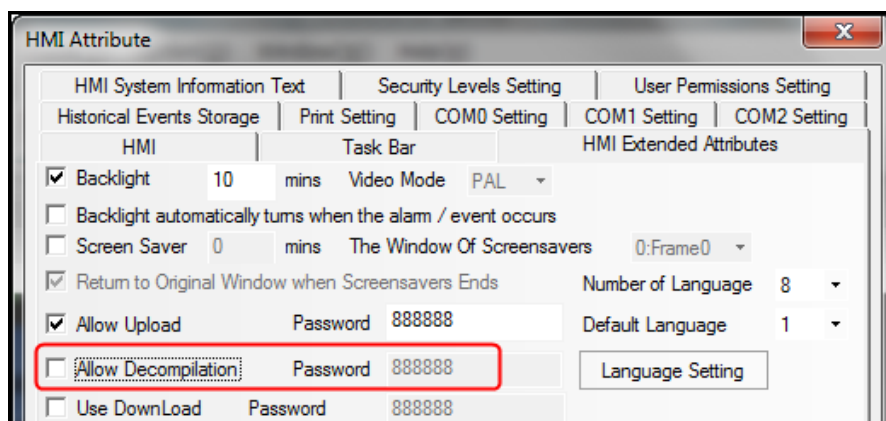 HMI Attribute
HMI System Information Text Security Levels Setting User Permissions Setting
Historical Events Storage Print Setting COM0 Setting COM1 Setting COM2 Setting
HMI Task Bar HMI Extended Attributes
Backlight 10 mins Video Mode PAL
Backlight automatically turns when the alarm / event occurs
Screen Saver 0 mins The Window Of Screensavers 0:Frame0
Return to Original Window when Screensavers Ends Number of Language 8
Allow Upload Password 888888 Default Language 1
Allow Decompilation Password 888888 Language Setting
Use DownLoad Password 888888